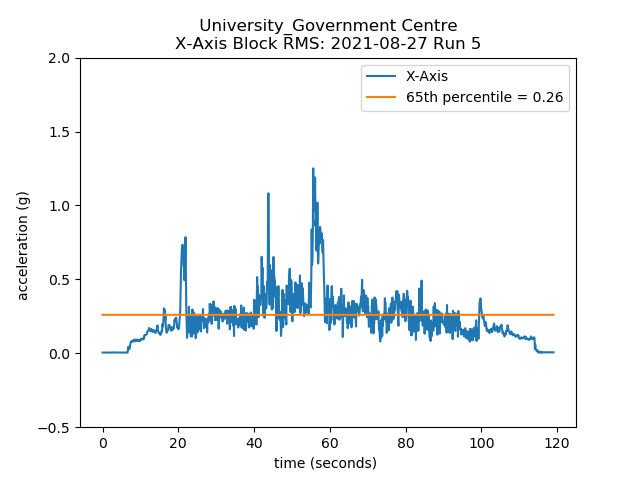 University_Government Centre
X-Axis Block RMS: 2021-08-27 Run 5
2.0
1.5
1.0
0.5
0.0
−0.5
acceleration (g)
X-Axis
65th percentile = 0.26
0 20 40 60 80 100 120
time (seconds)